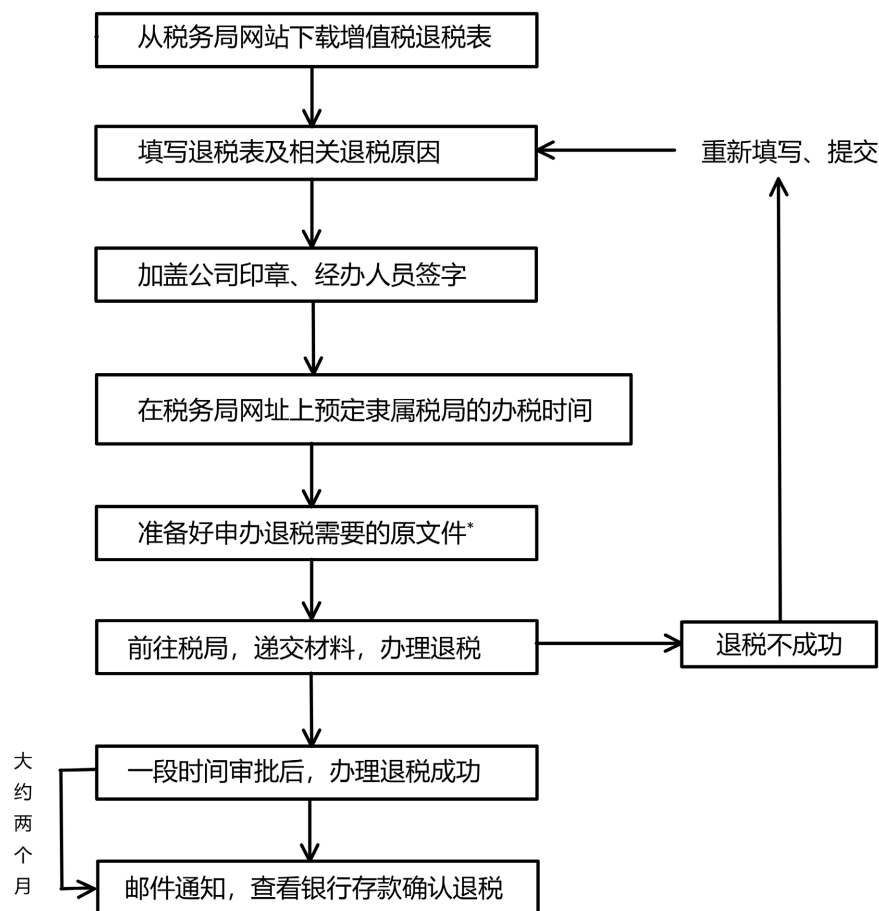 从税务局网站下载增值税退税表
填写退税表及相关退税原因
重新填写、提交
加盖公司印章、经办人员签字
在税务局网址上预定隶属税局的办税时间
准备好申办退税需要的原文件*
前往税局，递交材料，办理退税
退税不成功
一段时间审批后，办理退税成功
大约两个月
邮件通知，查看银行存款确认退税